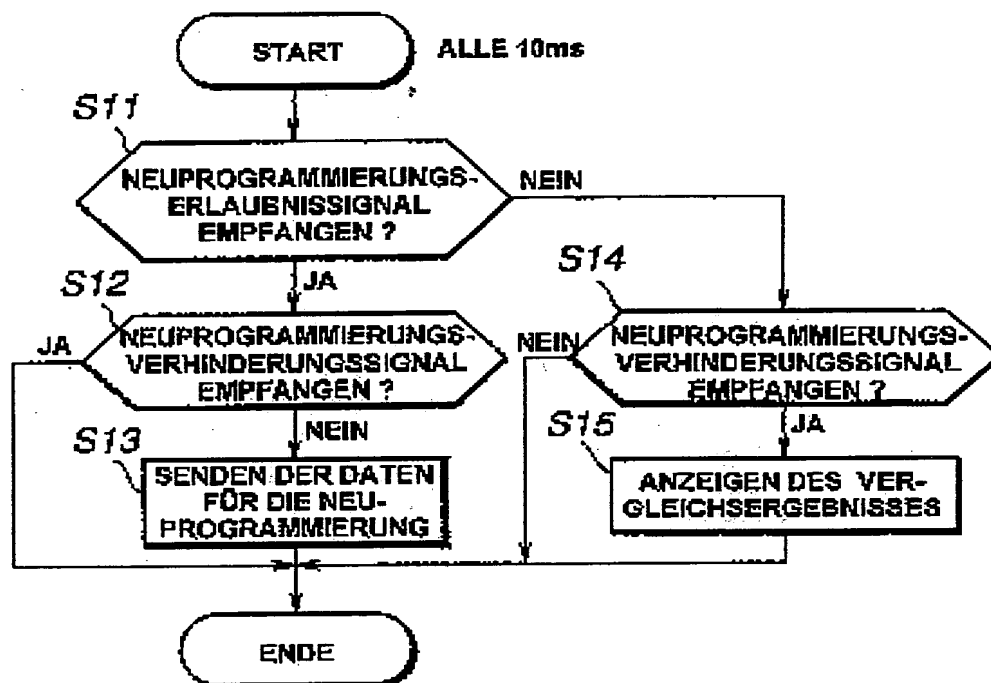 START
ALLE 10ms
S11
NEUPROGRAMMIERUNGS-
ERLAUBNISSIGNAL
EMPFANGEN ?
NEIN
JA
S12
NEUPROGRAMMIERUNGS-
VERHINDERUNGSSIGNAL
EMPFANGEN ?
JA
NEIN
S14
NEUPROGRAMMIERUNGS-
VERHINDERUNGSSIGNAL
EMPFANGEN ?
NEIN
JA
S13
SENDEN DER DATEN
FÜR DIE NEU-
PROGRAMMIERUNG
S15
ANZEIGEN DES VER-
GLEICHSERGEBNISSES
ENDE